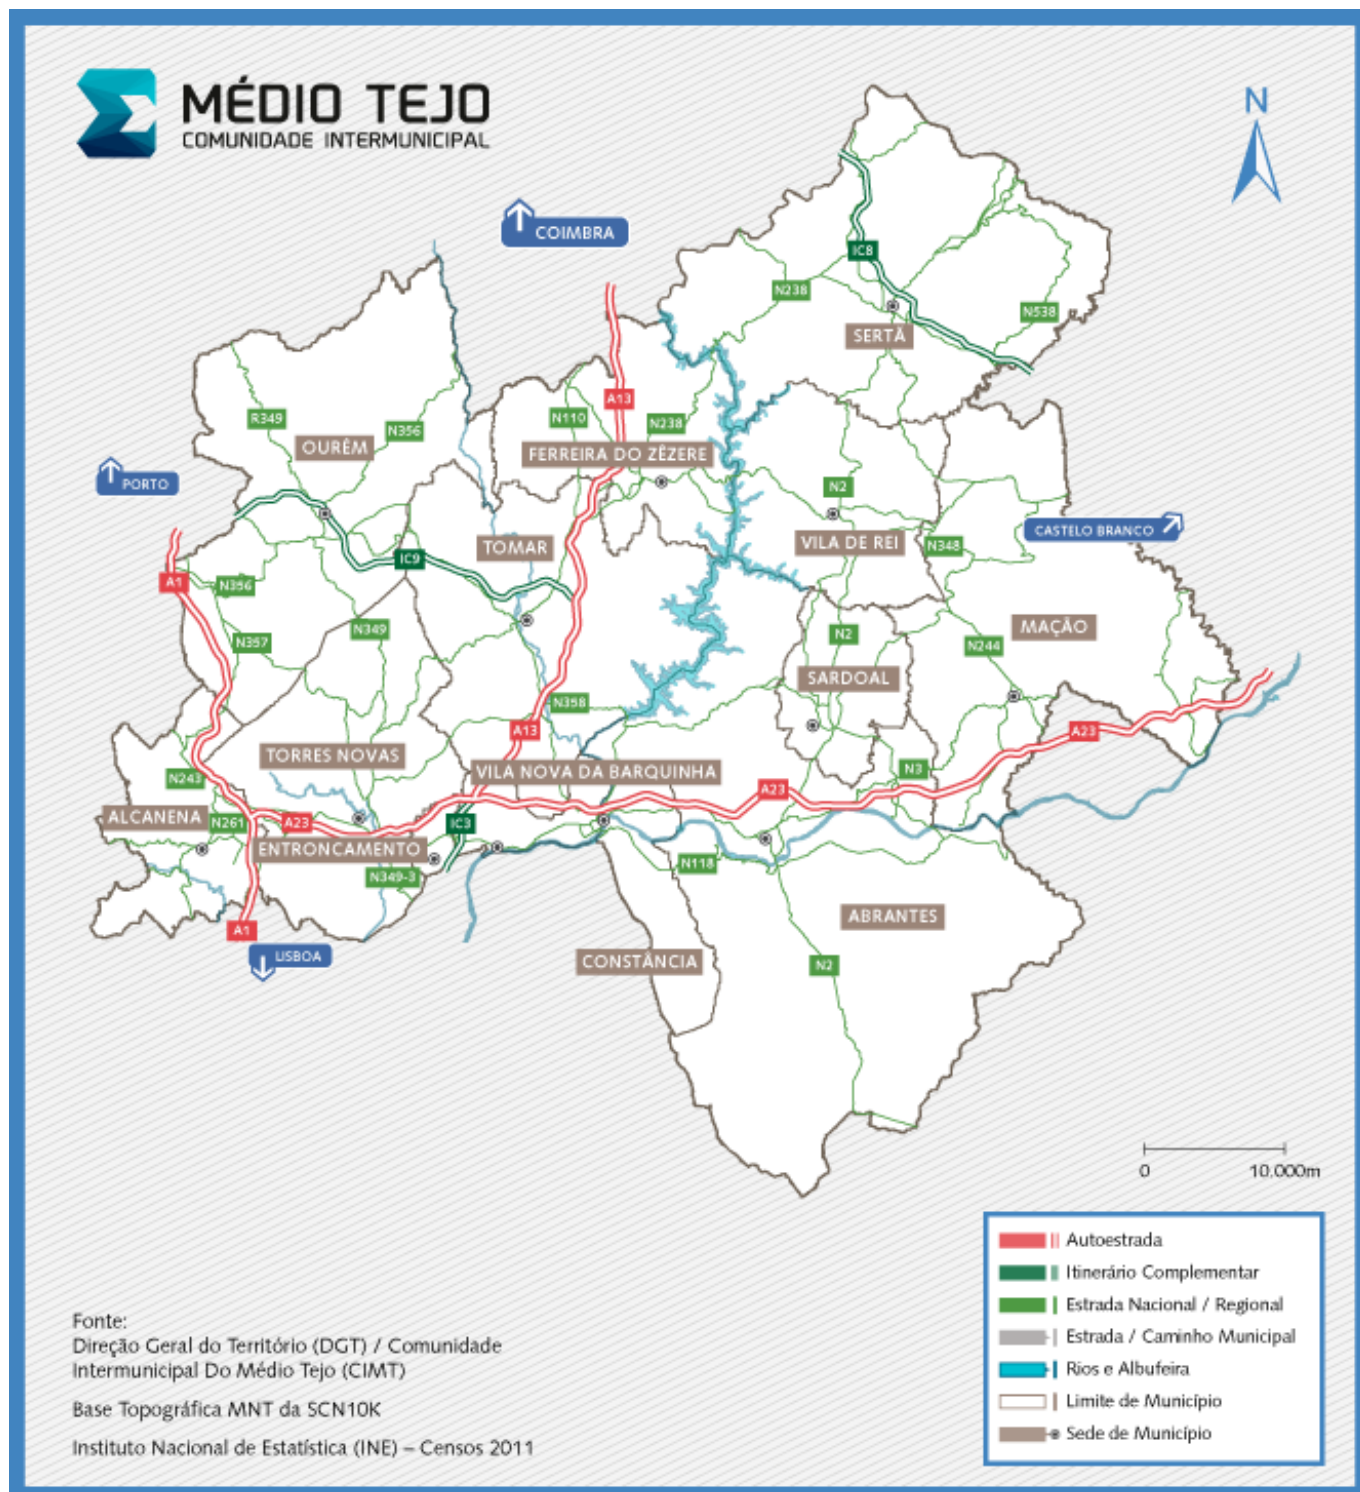 MÉDIO TEJO
COMUNIDADE INTERMUNICIPAL
N
COIMBRA
IC8
N238
N538
SERTÃ
A13
R349
N356
N110
N238
OURÉM
FERREIRA DO ZÊZERE
PORTO
N2
CASTELO BRANCO
TOMAR
VILA DE REI
N348
IC9
A1
N356
N349
N357
N2
MAÇÃO
N244
SARDOAL
N358
A13
A23
TORRES NOVAS
VILA NOVA DA BARQUINHA
N243
N3
A23
ALCANENA
N261
A23
IC3
ENTRONCAMENTO
N118
N349-3
ABRANTES
A1
LISBOA
CONSTÂNCIA
N2
0 10.000m
Autoestrada
Itinerário Complementar
Estrada Nacional / Regional
Estrada / Caminho Municipal
Rios e Albufeira
Limite de Município
Sede de Município
Fonte:
Direção Geral do Território (DGT) / Comunidade
Intermunicipal Do Médio Tejo (CIMT)
Base Topográfica MNT da SCN10K
Instituto Nacional de Estatística (INE) – Censos 2011